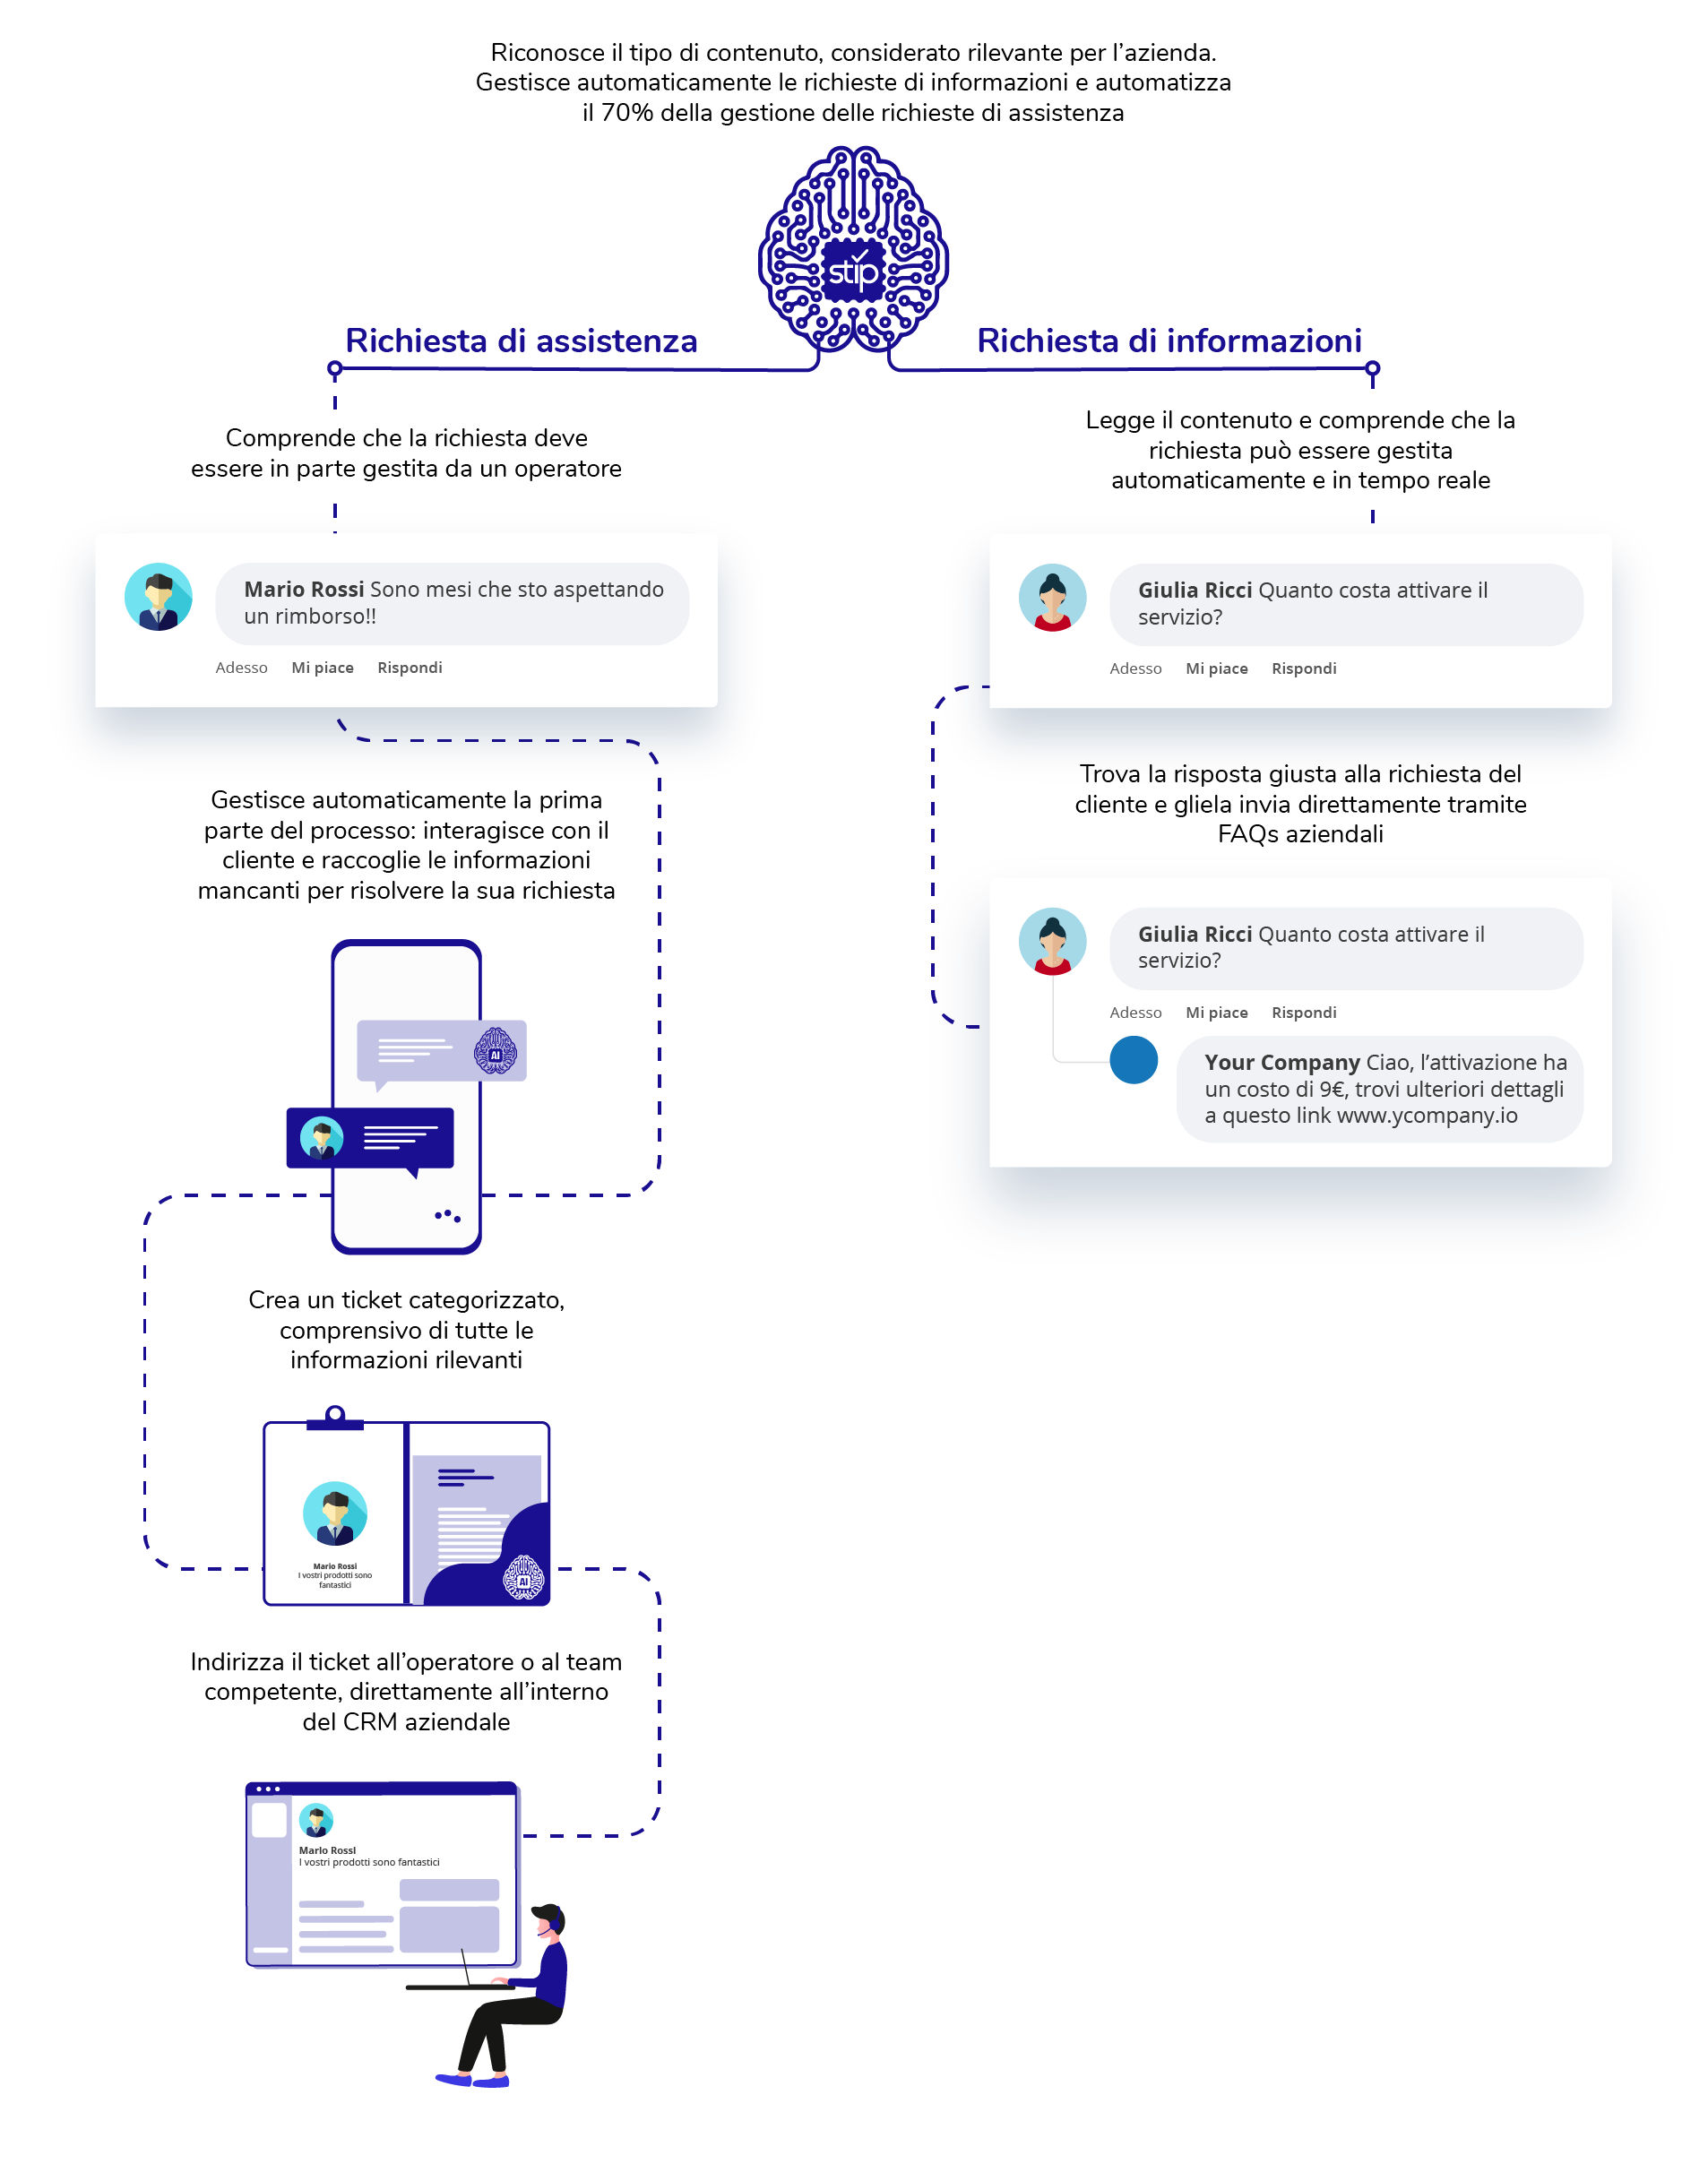 Riconosce il tipo di contenuto, considerato rilevante per l’azienda.
Gestisce automaticamente le richieste di informazioni e automatizza
il 70% della gestione delle richieste di assistenza
stip
Richiesta di assistenza
Comprende che la richiesta deve
essere in parte gestita da un operatore
Mario Rossi Sono mesi che sto aspettando
un rimborso!!
Adesso Mi piace Rispondi
Gestisce automaticamente la prima
parte del processo: interagisce con il
cliente e raccoglie le informazioni
mancanti per risolvere la sua richiesta
AI
Crea un ticket categorizzato,
comprensivo di tutte le
informazioni rilevanti
Mario Rossi
I vostri prodotti sono
fantastici
AI
Indirizza il ticket all’operatore o al team
competente, direttamente all’interno
del CRM aziendale
Mario Rossi
I vostri prodotti sono fantastici
Richiesta di informazioni
Legge il contenuto e comprende che la
richiesta può essere gestita
automaticamente e in tempo reale
Giulia Ricci Quanto costa attivare il
servizio?
Adesso Mi piace Rispondi
Trova la risposta giusta alla richiesta del
cliente e gliela invia direttamente tramite
FAQs aziendali
Giulia Ricci Quanto costa attivare il
servizio?
Adesso Mi piace Rispondi
Your Company Ciao, l’attivazione ha
un costo di 9€, trovi ulteriori dettagli
a questo link www.ycompany.io